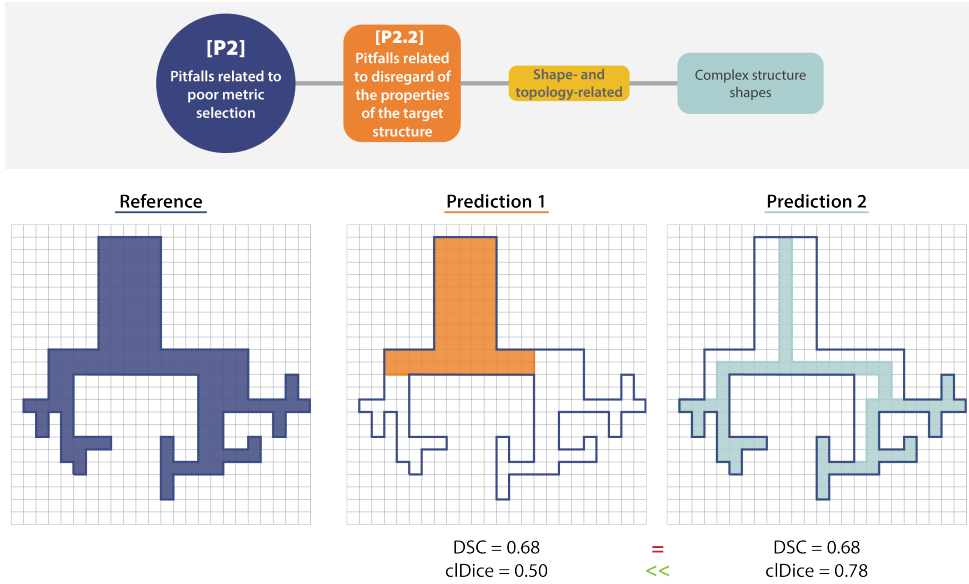 [P2]
Pitfalls related to
poor metric
selection
[P2.2]
Pitfalls related
to disregard of
the properties
of the target
structure
Shape- and
topology-related
Complex structure
shapes
Reference
Prediction 1
Prediction 2
DSC = 0.68 = DSC = 0.68
clDice = 0.50 << clDice = 0.78